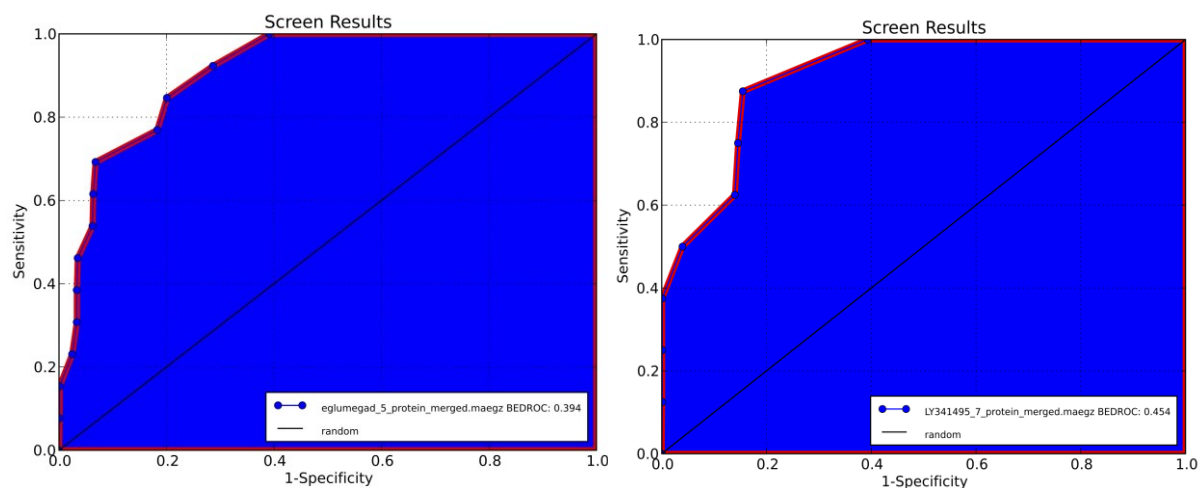 Screen Results
1.0
0.8
0.6
0.4
0.2
0.0
Sensitivity
0.0 0.2 0.4 0.6 0.8 1.0
1-Specificity
eglumegad_5_protein_merged.maegz BEDROC: 0.394
random
Screen Results
1.0
0.8
0.6
0.4
0.2
0.0
Sensitivity
0.0 0.2 0.4 0.6 0.8 1.0
1-Specificity
LY341495_7_protein_merged.maegz BEDROC: 0.454
random